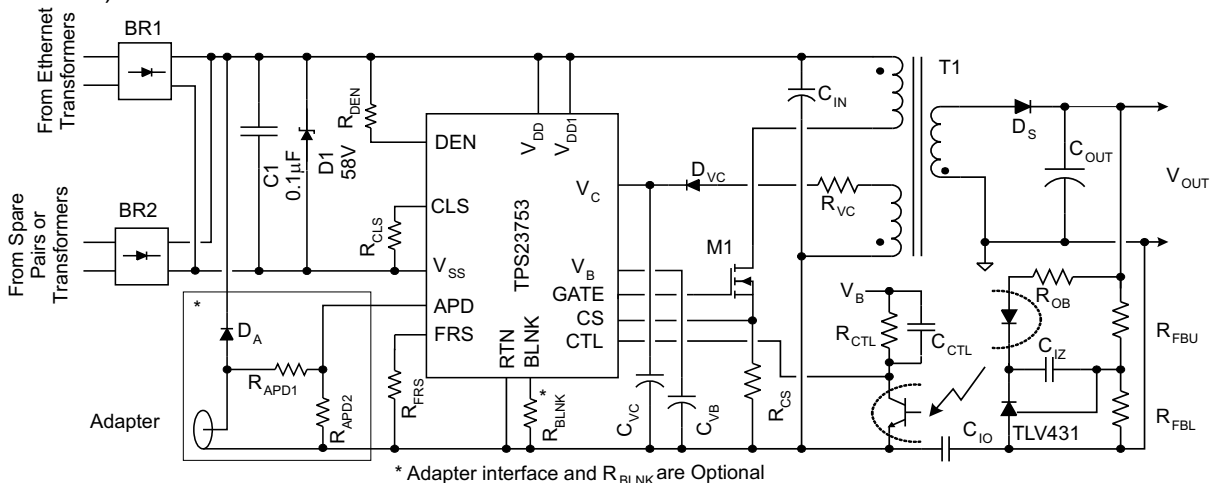 BR1
From Ethernet
Transformers
T1
C1
0.1μF
D1
58V
R_DEN
DEN
V_DD
V_DD1
C_IN
D_S
C_OUT
V_OUT
BR2
From Spare
Pairs or
Transformers
R_CLS
CLS
V_SS
TPS23753
V_C
D_VC
R_VC
M1
V_B
GATE
CS
CTL
APD
FRS
RTN
BLNK
*
D_A
R_APD1
R_APD2
Adapter
R_FRS
*
R_BLNK
C_VC
C_VB
R_CS
V_B
R_CTL
C_CTL
R_OB
C_IZ
R_FBU
R_FBL
TLV431
C_IO
* Adapter interface and R_BLNK are Optional